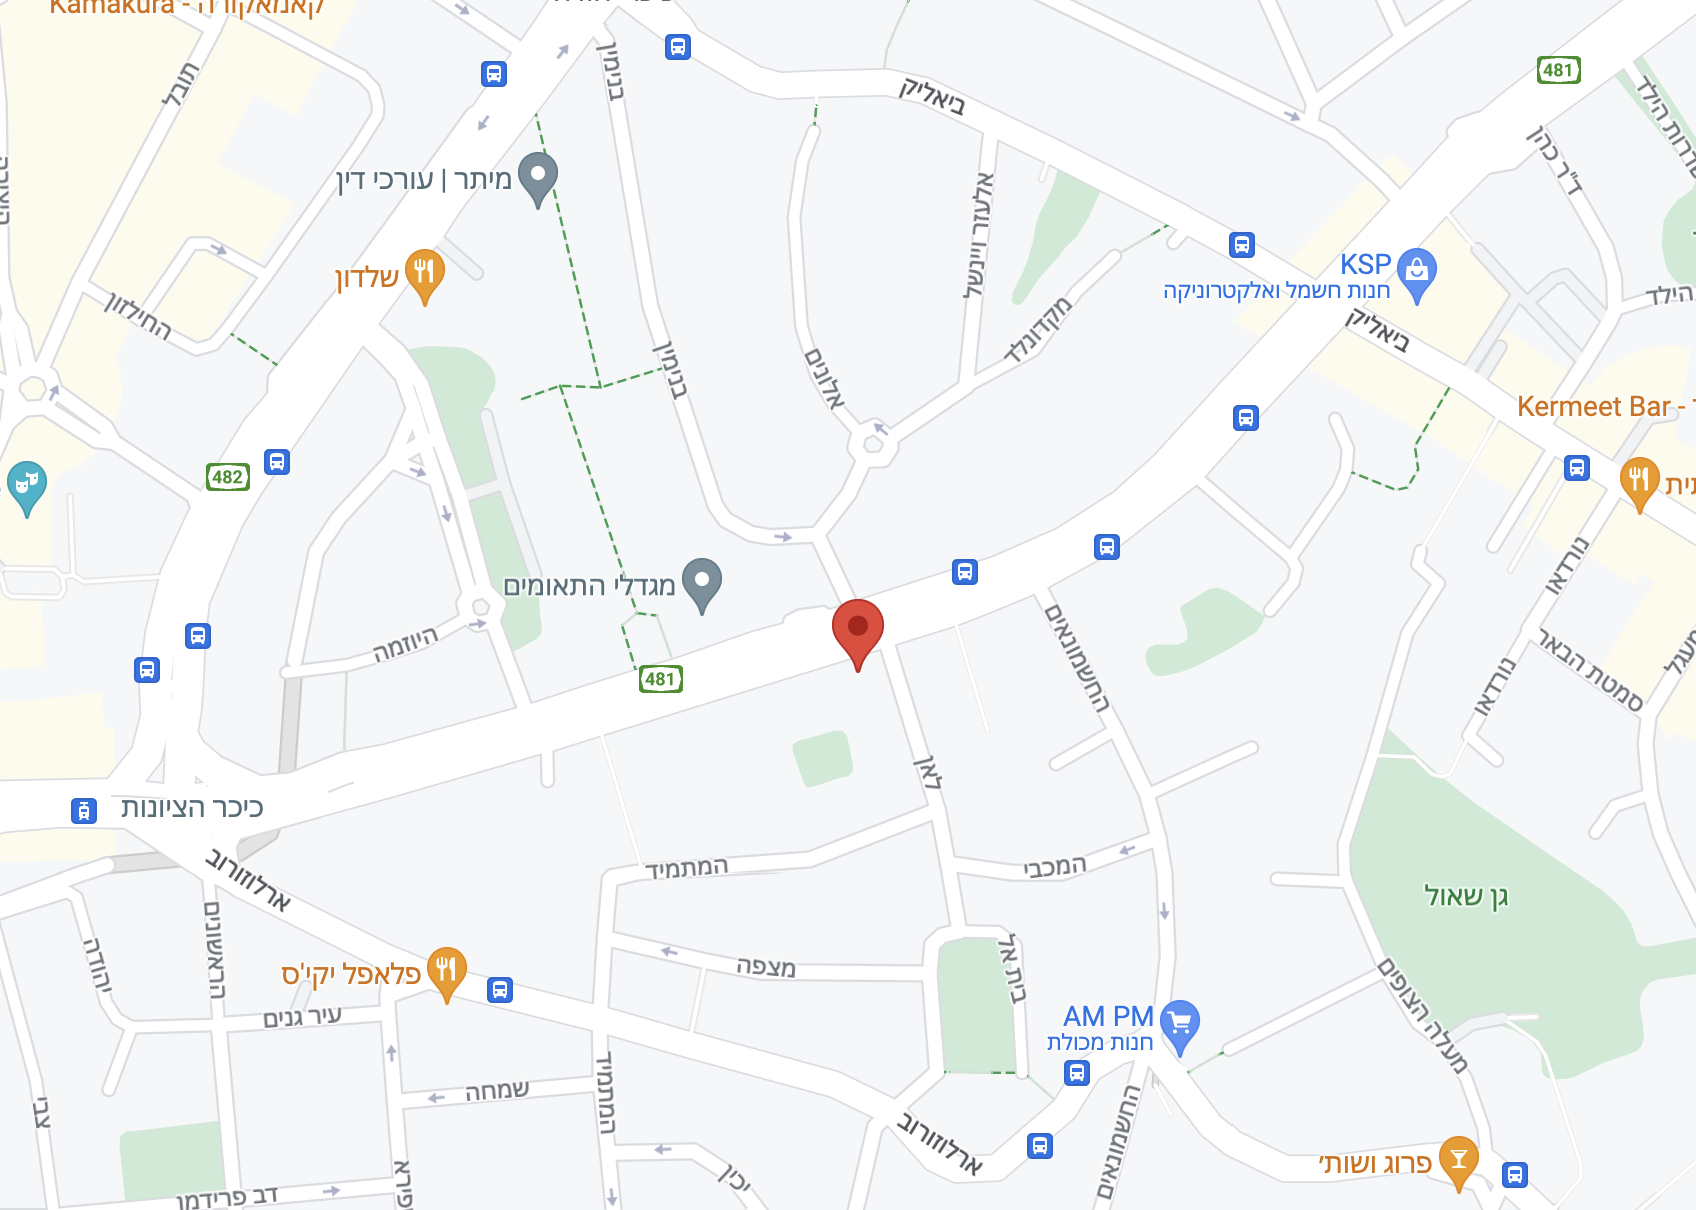 Kamakura - קאמאקורה
תובל
בנימין
ביאליק
481
ד"ר כהן
שדרות הילד
מיתר | עורכי דין
אלעזר ויינשל
שלדון
KSP
חנות חשמל ואלקטרוניקה
הילד
החילזון
מקדונלד
ביאליק
בנימין
אלונים
Kermeet Bar -
482
נורדאו
מגדלי התאומים
היוזמה
החשמונאים
סמטת הבאר
מעגל
נורדאו
481
לאן
כיכר הציונות
ארלוזורוב
המתמיד
המכבי
גן שאול
הראשונים
יהודה
פלאפל יקי'ס
מצפה
בית אל
מעלה הצופים
עיר גנים
AM PM
חנות מכולת
שמחה
המתמיד
צבי
החשמונאים
ארלוזורוב
יכין
פרוג ושות'
דב פרידמן